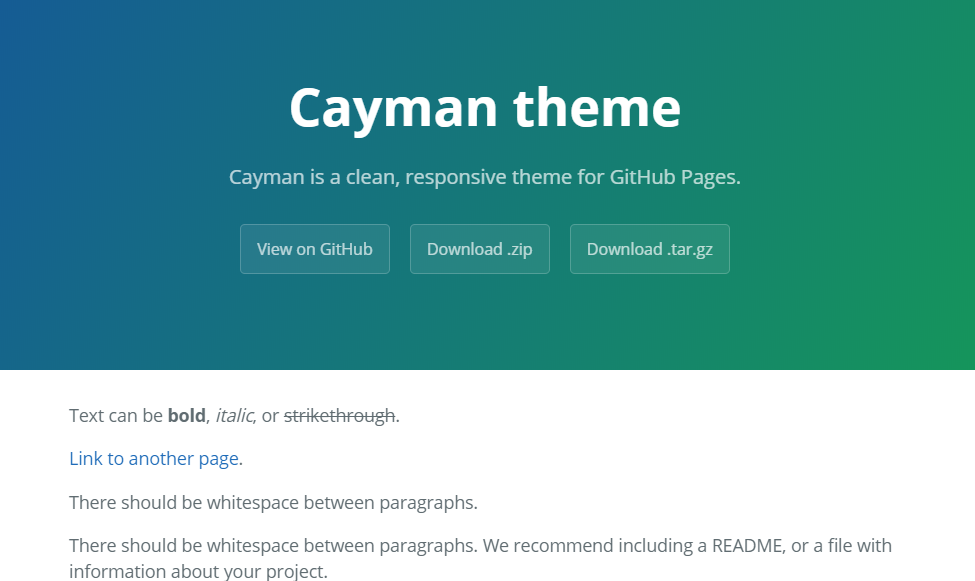 Cayman theme
Cayman is a clean, responsive theme for GitHub Pages.
View on GitHub
Download .zip
Download .tar.gz
Text can be bold, italic, or strikethrough.
Link to another page.
There should be whitespace between paragraphs.
There should be whitespace between paragraphs. We recommend including a README, or a file with
information about your project.